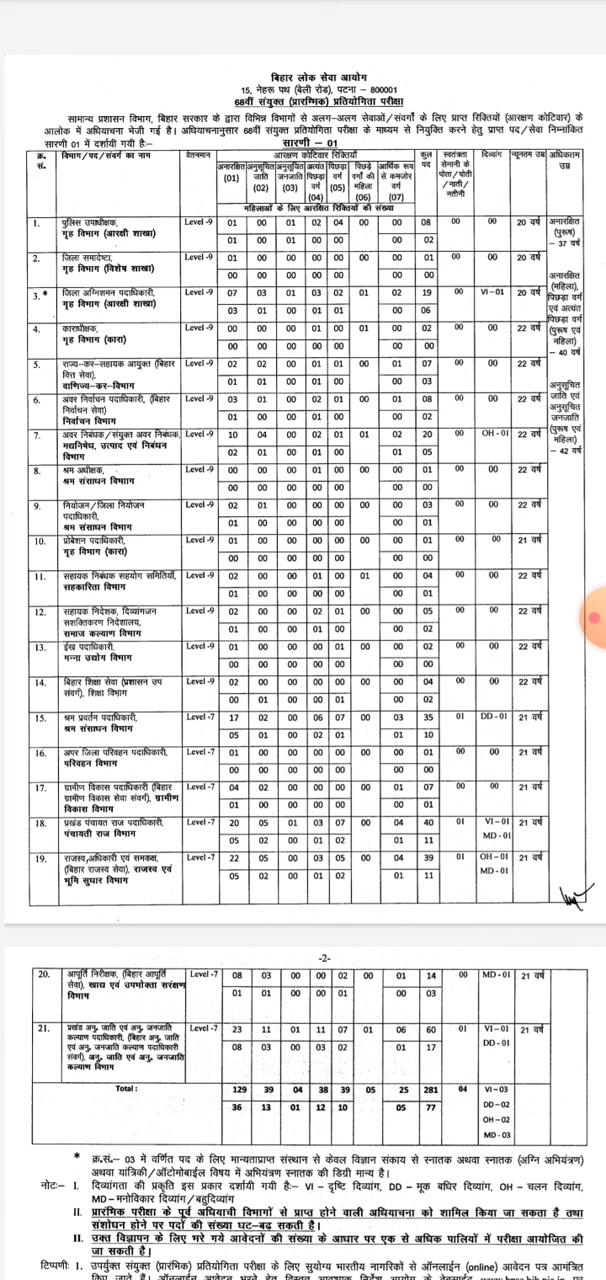 बिहार लोक सेवा आयोग
15, नेहरू पथ (बेली रोड), पटना – 800001
68वीं संयुक्त (प्रारम्भिक) प्रतियोगिता परीक्षा
सामान्य प्रशासन विभाग, बिहार सरकार के द्वारा विभिन्न विभागों से अलग–अलग सेवाओं/संवर्गों के लिए प्राप्त रिक्तियों (आरक्षण कोटिवार) के
आलोक में अधियाचना भेजी गई है। अधियाचनानुसार 68वीं संयुक्त प्रतियोगिता परीक्षा के माध्यम से नियुक्ति करने हेतु प्राप्त पद/सेवा निम्नांकित
सारणी 01 में दर्शायी गयी है:–
सारणी – 01
क्र. सं. विभाग/पद/संवर्ग का नाम वेतनमान आरक्षण कोटिवार रिक्तियाँ कुल पद स्वतंत्रता सेनानी के पोता/पोती /नाती/ नतीनी दिव्यांग न्यूनतम उम्र अधिकतम उम्र
अनारक्षित (01) अनुसूचित जाति (02) अनुसूचित जनजाति (03) अत्यंत पिछड़ा वर्ग (04) पिछड़ा वर्ग (05) पिछड़े वर्गों की महिला (06) आर्थिक रूप से कमजोर वर्ग (07)
महिलाओं के लिए आरक्षित रिक्तियों की संख्या
1. पुलिस उपाधीक्षक, Level-9 01 00 01 02 04 00 00 08 00 00 20 वर्ष
गृह विभाग (आरक्षी शाखा) 01 00 01 00 00 00 02
2. जिला समादेष्टा, Level-9 01 00 00 00 00 00 00 01 00 00 20 वर्ष
गृह विभाग (विशेष शाखा) 00 00 00 00 00 00 00
3.* जिला अग्निशमन पदाधिकारी, Level-9 07 03 01 03 02 01 02 19 00 VI-01 20 वर्ष
गृह विभाग (आरक्षी शाखा) 03 01 00 01 01 00 06
4. काराधीक्षक, Level-9 00 00 00 01 00 01 00 02 00 00 22 वर्ष
गृह विभाग (कारा) 00 00 00 00 00 00 00
5. राज्य–कर–सहायक आयुक्त (बिहार वित्त सेवा), Level-9 02 02 00 01 01 00 01 07 00 00 22 वर्ष
वाणिज्य–कर–विभाग 01 01 00 01 00 00 03
6. अवर निर्वाचन पदाधिकारी, (बिहार निर्वाचन सेवा) Level-9 03 01 00 02 01 00 01 08 00 00 22 वर्ष
निर्वाचन विभाग 01 00 00 01 00 00 02
7. अवर निबंधक/संयुक्त अवर निबंधक, Level-9 10 04 00 02 01 01 02 20 00 OH-01 22 वर्ष
मद्यनिषेध, उत्पाद एवं निबंधन विभाग 02 01 00 01 00 01 05
8. श्रम अधीक्षक, Level-9 00 00 00 01 00 00 00 01 00 00 22 वर्ष
श्रम संसाधन विभाग 00 00 00 00 00 00 00
9. नियोजन/जिला नियोजन पदाधिकारी, Level-9 02 01 00 00 00 00 00 03 00 00 22 वर्ष
श्रम संसाधन विभाग 01 00 00 00 00 00 01
10. प्रोबेशन पदाधिकारी, Level-9 01 00 00 00 00 00 00 01 00 00 21 वर्ष
गृह विभाग (कारा) 00 00 00 00 00 00 00
11. सहायक निबंधक सहयोग समितियाँ, Level-9 02 00 00 01 00 01 00 04 00 00 22 वर्ष
सहकारिता विभाग 01 00 00 00 00 00 01
12. सहायक निदेशक, दिव्यांगजन सशक्तिकरण निदेशालय, Level-9 02 00 00 02 01 00 00 05 00 00 22 वर्ष
समाज कल्याण विभाग 01 00 00 01 00 00 02
13. ईख पदाधिकारी, Level-9 01 00 00 00 01 00 00 02 00 00 22 वर्ष
गन्ना उद्योग विभाग 00 00 00 00 00 00 00
14. बिहार शिक्षा सेवा (प्रशासन उप Level-9 02 00 00 00 00 00 04 00 00 22 वर्ष
संवर्ग), शिक्षा विभाग 01 00 00 01 00 02
15. श्रम प्रवर्तन पदाधिकारी, Level-7 17 02 00 06 07 00 03 35 01 DD-01 21 वर्ष
श्रम संसाधन विभाग 05 01 00 02 01 01 10
16. अपर जिला परिवहन पदाधिकारी, Level-7 01 00 00 00 00 00 00 01 00 00 21 वर्ष
परिवहन विभाग 00 00 00 00 00 00 00
17. ग्रामीण विकास पदाधिकारी (बिहार ग्रामीण विकास सेवा संवर्ग), ग्रामीण विकास विभाग Level-7 04 02 00 00 00 00 01 07 00 00 21 वर्ष
01 00 00 00 00 00 01
18. प्रखंड पंचायत राज पदाधिकारी, Level-7 20 05 01 03 07 00 04 40 01 VI-01 21 वर्ष
पंचायती राज विभाग 05 02 00 01 02 01 11 MD-01
19. राजस्व अधिकारी एवं समकक्ष, Level-7 22 05 00 03 05 00 04 39 01 OH-01 21 वर्ष
(बिहार राजस्व सेवा), राजस्व एवं भूमि सुधार विभाग 05 02 00 01 02 01 11 MD-01
अनारक्षित
(पुरूष)
– 37 वर्ष
अनारक्षित
(महिला),
पिछड़ा वर्ग
एवं अत्यंत
पिछड़ा वर्ग
(पुरूष एवं
महिला)
– 40 वर्ष
अनुसूचित
जाति एवं
अनुसूचित
जनजाति
(पुरूष एवं
महिला)
– 42 वर्ष
-2-
20. आपूर्ति निरीक्षक, (बिहार आपूर्ति Level-7 08 03 00 00 02 00 01 14 00 MD-01 21 वर्ष
सेवा), खाद्य एवं उपभोक्ता सरंक्षण विभाग 01 01 00 00 01 00 03
21. प्रखंड अनु. जाति एवं अनु. जनजाति Level-7 23 11 01 11 07 01 06 60 01 VI-01 21 वर्ष
कल्याण पदाधिकारी, (बिहार अनु. जाति एवं अनु. जनजाति कल्याण पदाधिकारी संवर्ग), अनु. जाति एवं अनु. जनजाति कल्याण विभाग 08 03 00 03 02 01 17 DD-01
Total : 129 39 04 38 39 05 25 281 04 VI-03
36 13 01 12 10 05 77 DD-02
OH-02
MD-03
* क्र.सं.– 03 में वर्णित पद के लिए मान्यताप्राप्त संस्थान से केवल विज्ञान संकाय से स्नातक अथवा स्नातक (अग्नि अभियंत्रण)
अथवा यांत्रिकी/ऑटोमोबाईल विषय में अभियंत्रण स्नातक की डिग्री मान्य है।
नोटः– I. दिव्यांगता की प्रकृति इस प्रकार दर्शायी गयी है:– VI – दृष्टि दिव्यांग, DD – मूक बधिर दिव्यांग, OH – चलन दिव्यांग,
MD – मनोविकार दिव्यांग/बहुदिव्यांग
II. प्रारंभिक परीक्षा के पूर्व अधियाची विभागों से प्राप्त होने वाली अधियाचना को शामिल किया जा सकता है तथा
संशोधन होने पर पदों की संख्या घट–बढ़ सकती है।
II. उक्त विज्ञापन के लिए भरे गये आवेदनों की संख्या के आधार पर एक से अधिक पालियों में परीक्षा आयोजित की
जा सकती है।
टिप्पणी: 1. उपर्युक्त संयुक्त (प्रारंभिक) प्रतियोगिता परीक्षा के लिए सुयोग्य भारतीय नागरिकों से ऑनलाईन (online) आवेदन पत्र आमंत्रित